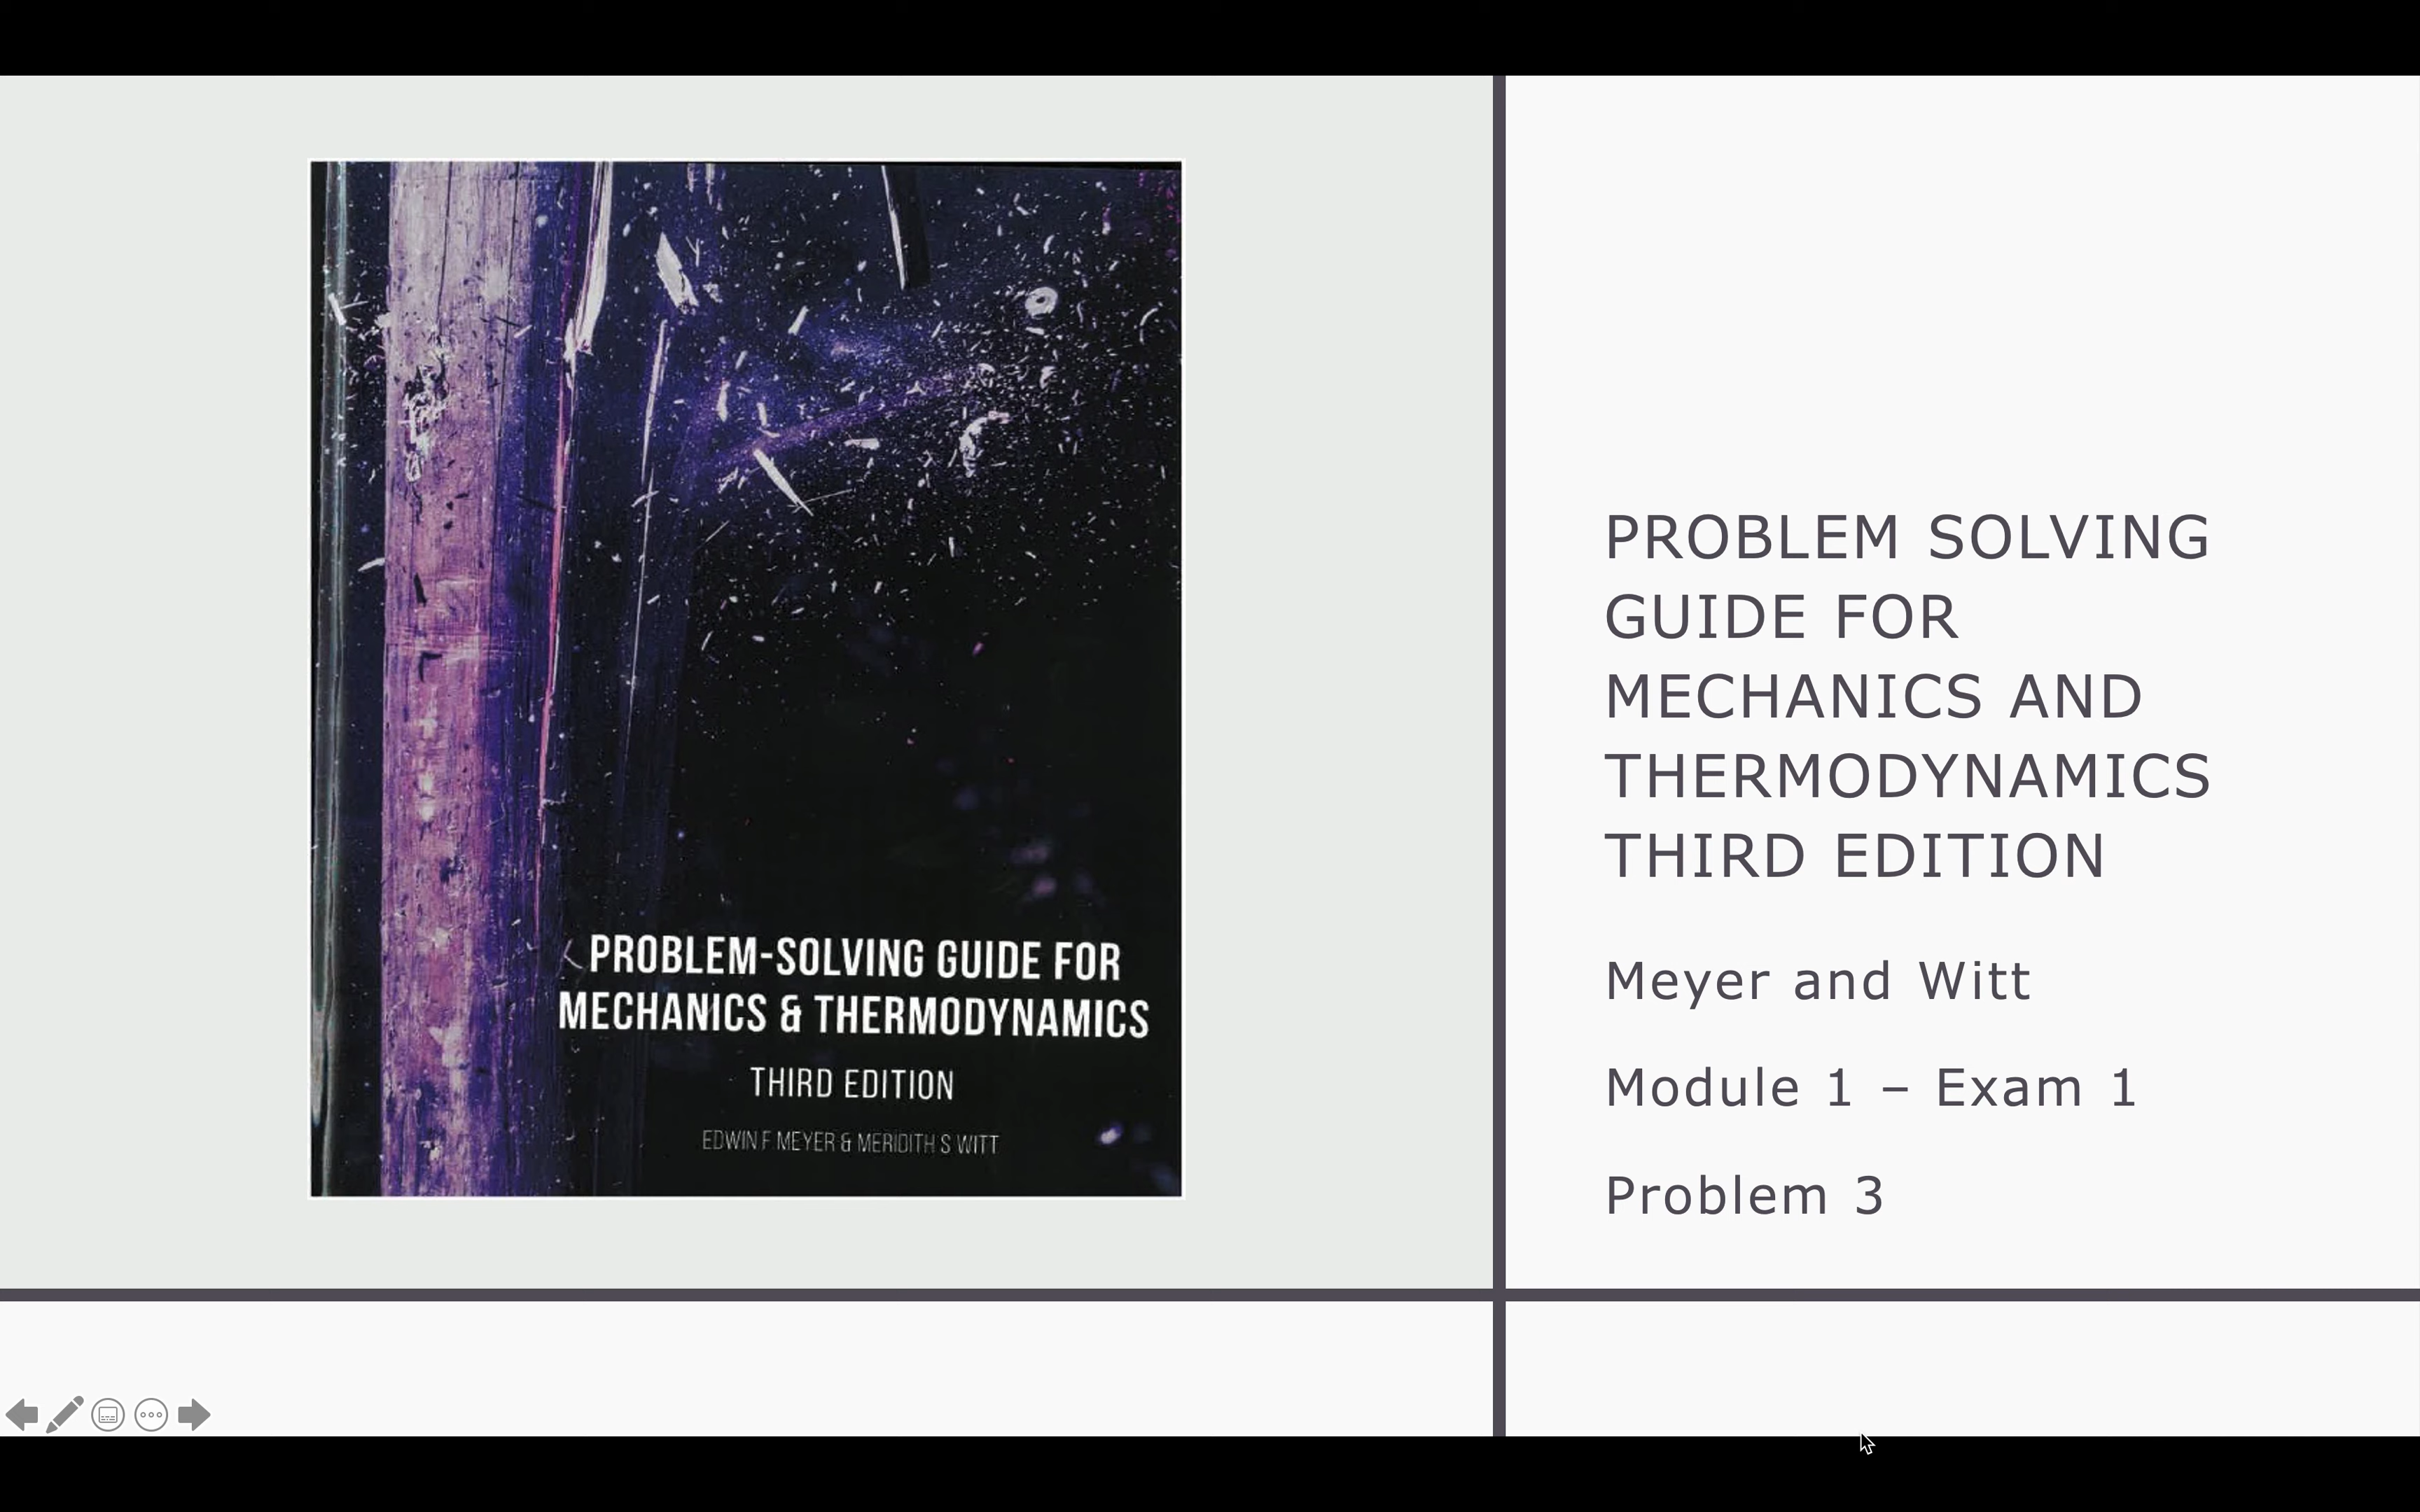 PROBLEM-SOLVING GUIDE FOR
MECHANICS & THERMODYNAMICS
THIRD EDITION
EDWIN F MEYER & MERIDITH S WITT
PROBLEM SOLVING
GUIDE FOR
MECHANICS AND
THERMODYNAMICS
THIRD EDITION
Meyer and Witt
Module 1 – Exam 1
Problem 3